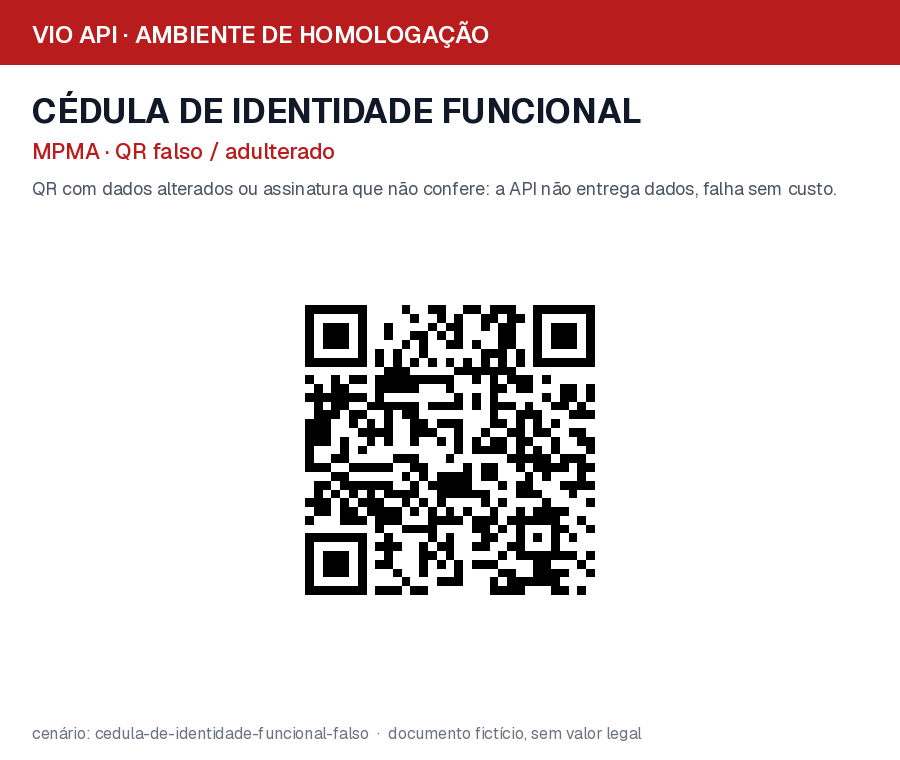 VIO API · AMBIENTE DE HOMOLOGAÇÃO
CÉDULA DE IDENTIDADE FUNCIONAL
MPMA · QR falso / adulterado
QR com dados alterados ou assinatura que não confere: a API não entrega dados, falha sem custo.
cenário: cedula-de-identidade-funcional-falso · documento fictício, sem valor legal